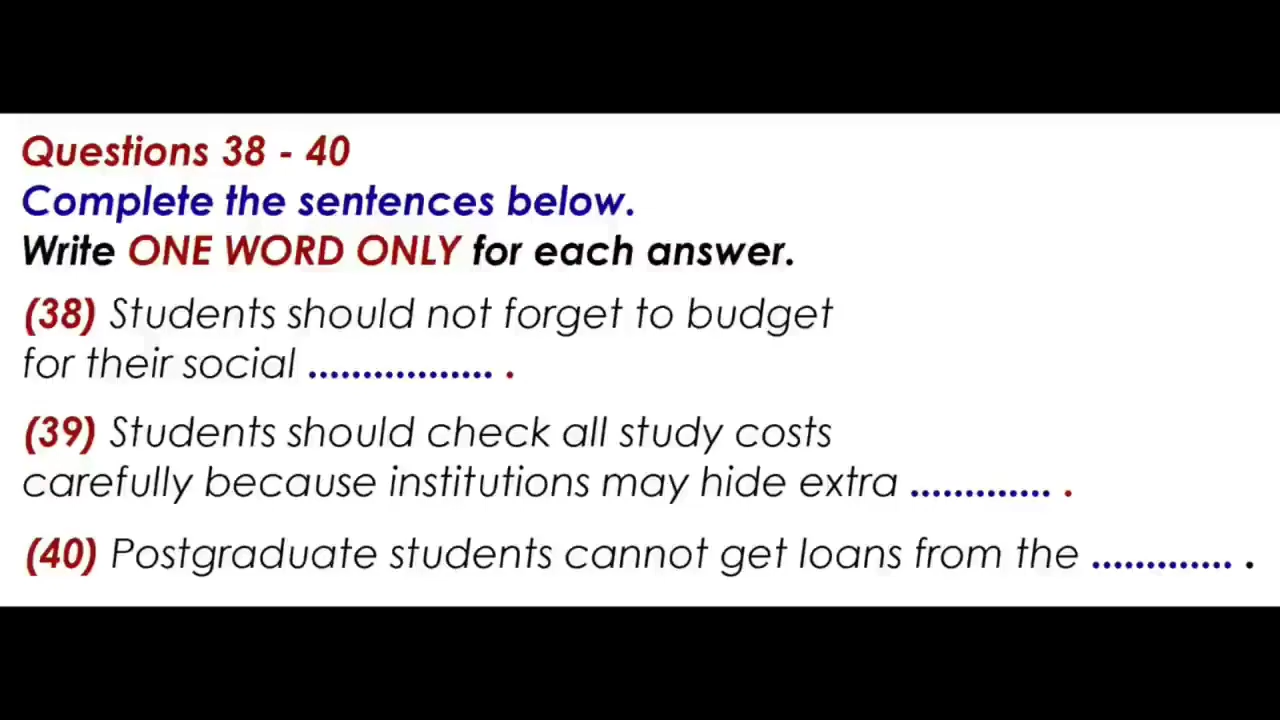 Questions 38 - 40
Complete the sentences below.
Write ONE WORD ONLY for each answer.
(38) Students should not forget to budget
for their social ................. .
(39) Students should check all study costs
carefully because institutions may hide extra ............. .
(40) Postgraduate students cannot get loans from the ............. .